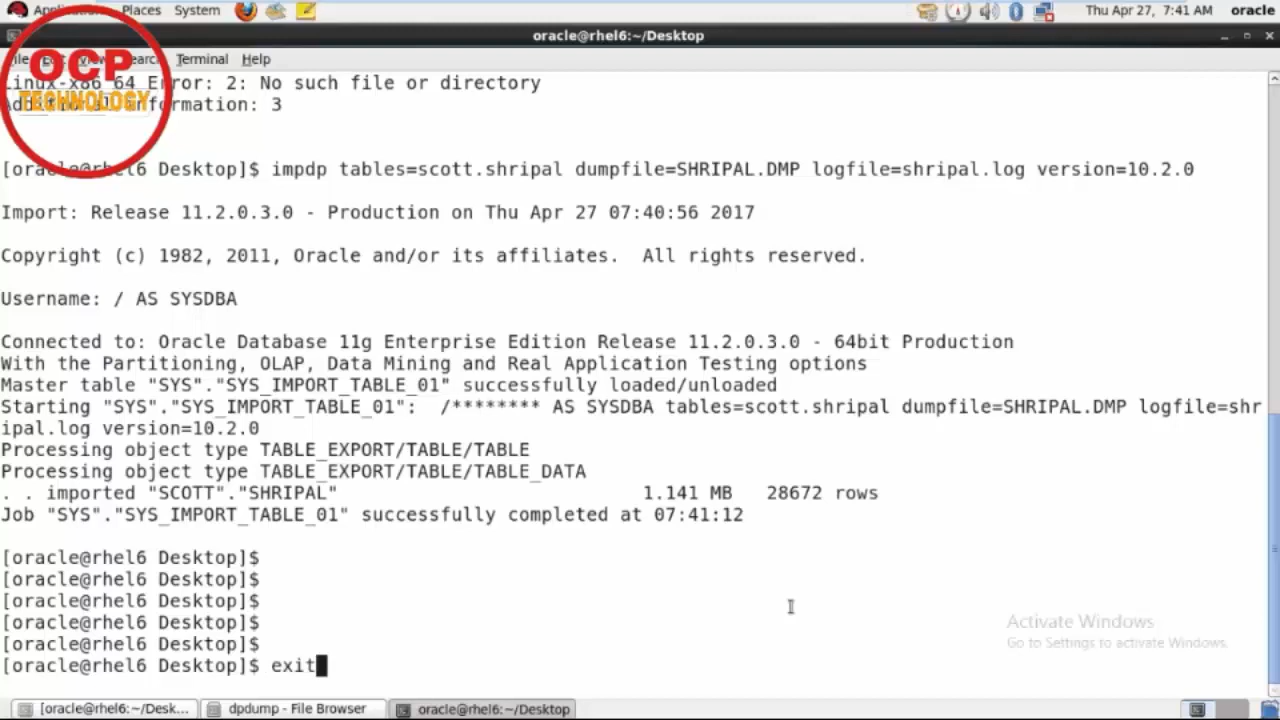 Applications Places System Thu Apr 27, 7:41 AM oracle
oracle@rhel6:~/Desktop
File Edit View Search Terminal Help
OCP
TECHNOLOGY
Linux-x86_64 Error: 2: No such file or directory
Additional information: 3
[oracle@rhel6 Desktop]$ impdp tables=scott.shripal dumpfile=SHRIPAL.DMP logfile=shripal.log version=10.2.0
Import: Release 11.2.0.3.0 - Production on Thu Apr 27 07:40:56 2017
Copyright (c) 1982, 2011, Oracle and/or its affiliates.  All rights reserved.
Username: / AS SYSDBA
Connected to: Oracle Database 11g Enterprise Edition Release 11.2.0.3.0 - 64bit Production
With the Partitioning, OLAP, Data Mining and Real Application Testing options
Master table "SYS"."SYS_IMPORT_TABLE_01" successfully loaded/unloaded
Starting "SYS"."SYS_IMPORT_TABLE_01":  /******** AS SYSDBA tables=scott.shripal dumpfile=SHRIPAL.DMP logfile=shr
ipal.log version=10.2.0
Processing object type TABLE_EXPORT/TABLE/TABLE
Processing object type TABLE_EXPORT/TABLE/TABLE_DATA
. . imported "SCOTT"."SHRIPAL" 1.141 MB 28672 rows
Job "SYS"."SYS_IMPORT_TABLE_01" successfully completed at 07:41:12
[oracle@rhel6 Desktop]$
[oracle@rhel6 Desktop]$
[oracle@rhel6 Desktop]$
[oracle@rhel6 Desktop]$
[oracle@rhel6 Desktop]$
[oracle@rhel6 Desktop]$ exit
Activate Windows
Go to Settings to activate Windows.
[oracle@rhel6:~/Desk... dpdump - File Browser oracle@rhel6:~/Desktop